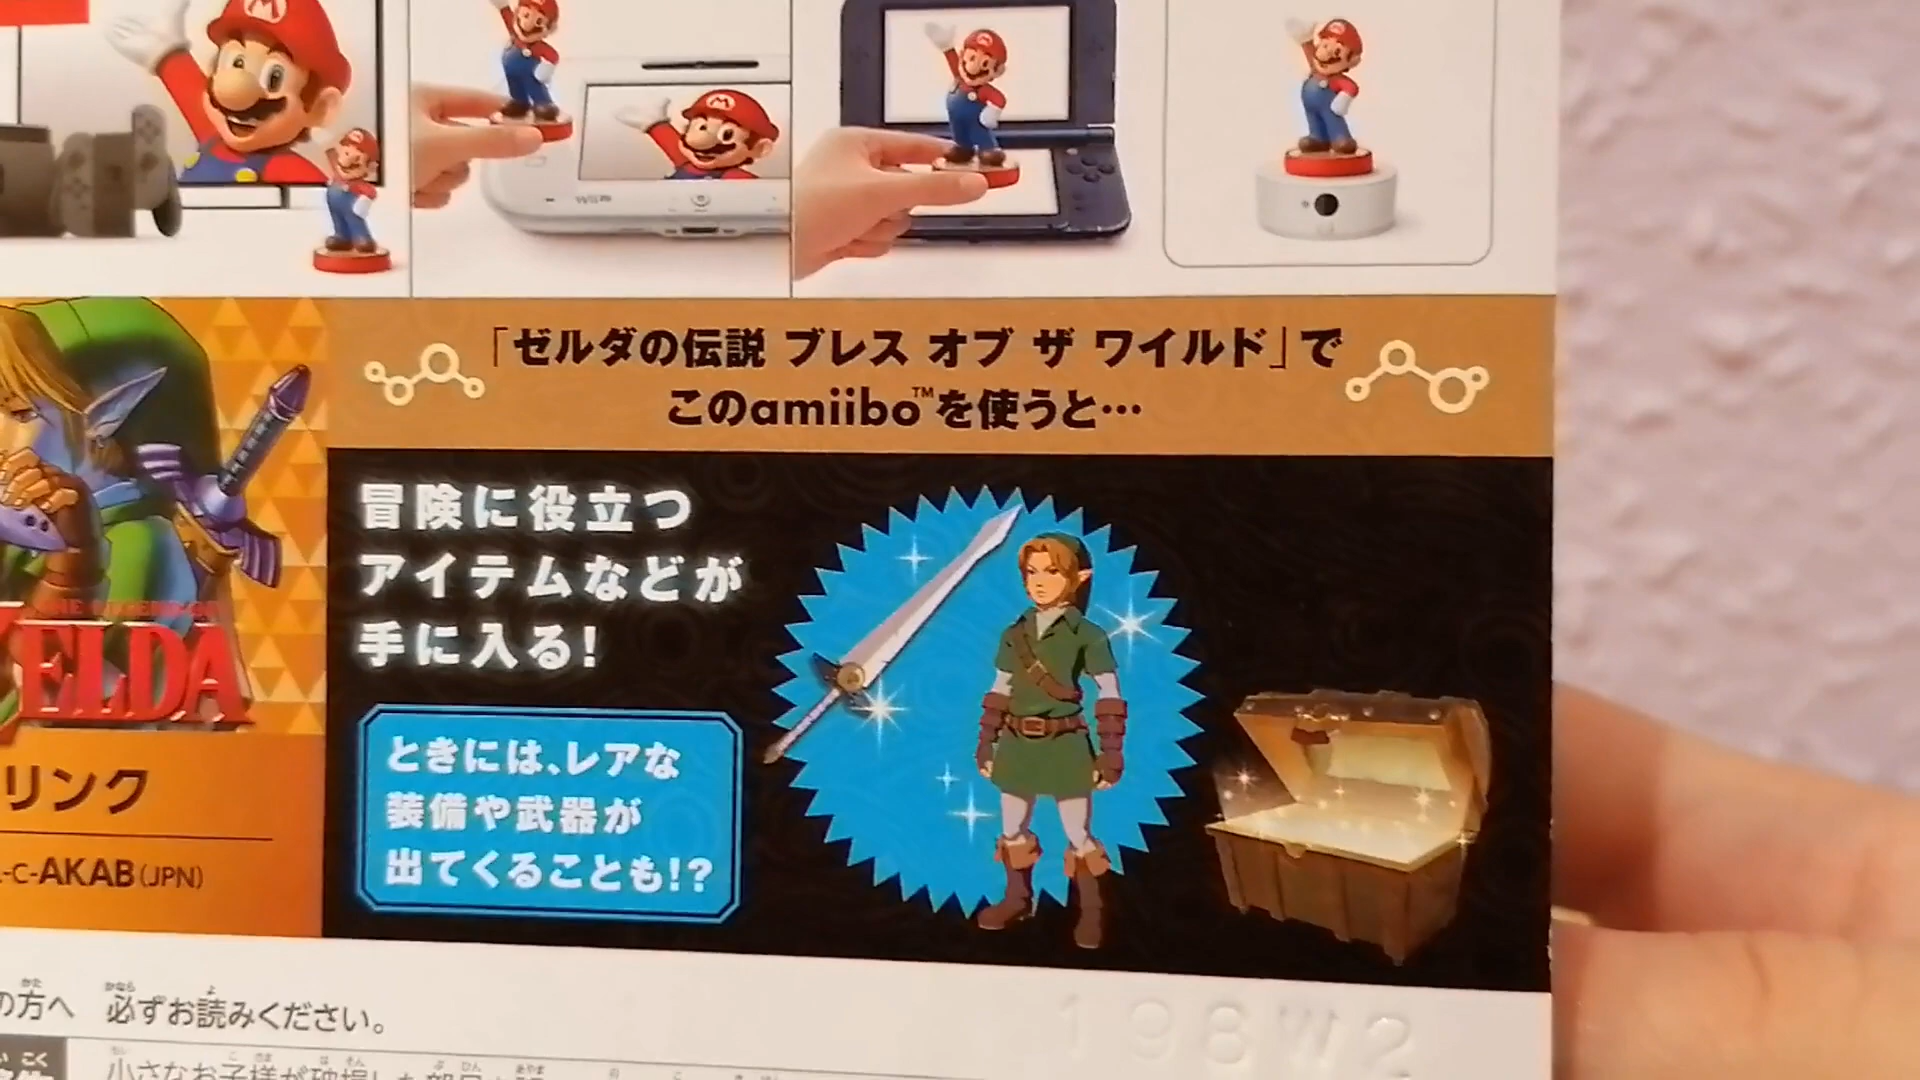 「ゼルダの伝説 ブレス オブ ザ ワイルド」で
このamiibo™を使うと…
冒険に役立つ
アイテムなどが
手に入る!
ときには、レアな
装備や武器が
出てくることも!?
ZELDA
リンク
-C-AKAB(JPN)
の方へ 必ずお読みください。
198W2